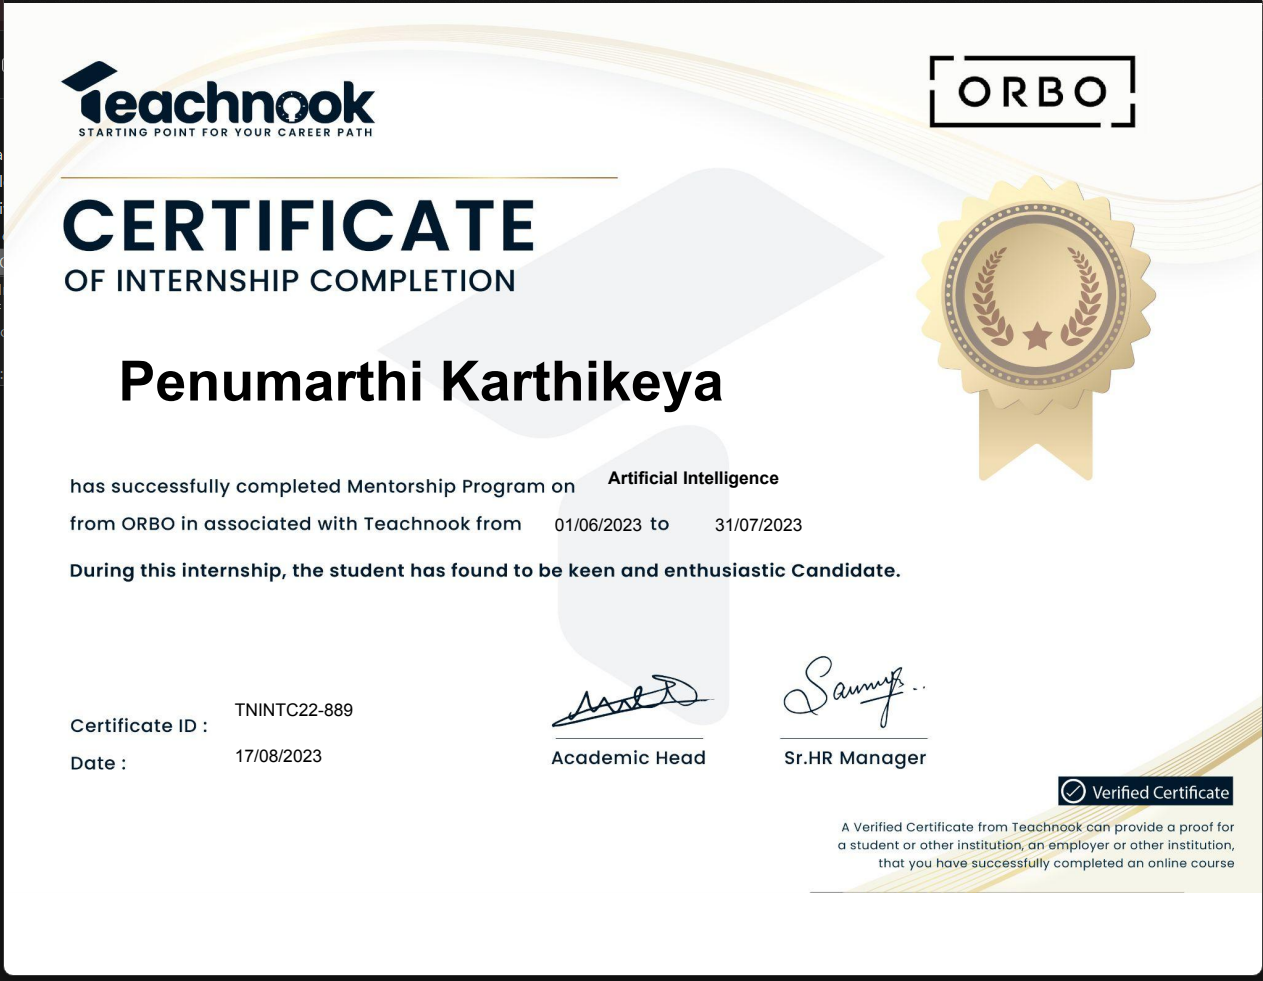 Teachnook
STARTING POINT FOR YOUR CAREER PATH
ORBO
CERTIFICATE
OF INTERNSHIP COMPLETION
Penumarthi Karthikeya
has successfully completed Mentorship Program on Artificial Intelligence
from ORBO in associated with Teachnook from 01/06/2023 to 31/07/2023
During this internship, the student has found to be keen and enthusiastic Candidate.
Certificate ID : TNINTC22-889
Date : 17/08/2023
Academic Head
Sr.HR Manager
Verified Certificate
A Verified Certificate from Teachnook can provide a proof for
a student or other institution, an employer or other institution,
that you have successfully completed an online course